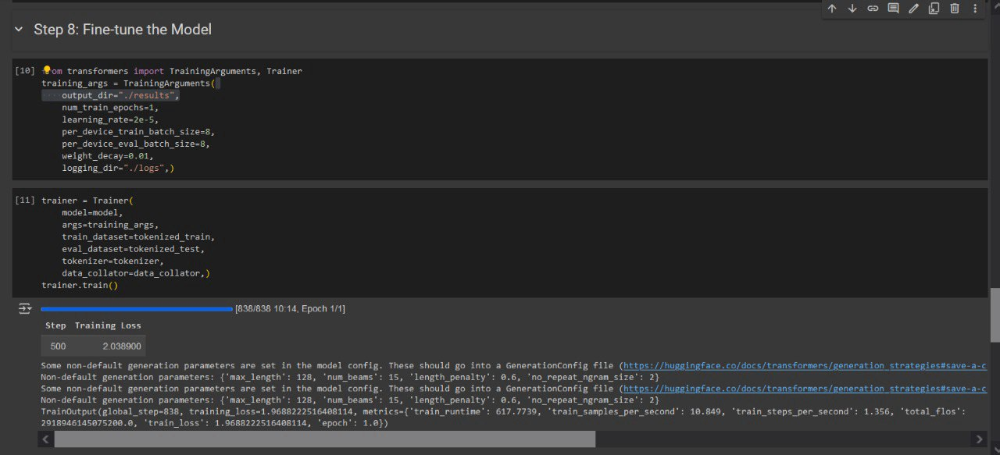 Step 8: Fine-tune the Model
[10] from transformers import TrainingArguments, Trainer
training_args = TrainingArguments(
    output_dir="./results",
    num_train_epochs=1,
    learning_rate=2e-5,
    per_device_train_batch_size=8,
    per_device_eval_batch_size=8,
    weight_decay=0.01,
    logging_dir="./logs",)
[11] trainer = Trainer(
    model=model,
    args=training_args,
    train_dataset=tokenized_train,
    eval_dataset=tokenized_test,
    tokenizer=tokenizer,
    data_collator=data_collator,)
trainer.train()
[838/838 10:14, Epoch 1/1]
Step Training Loss
500 2.038900
Some non-default generation parameters are set in the model config. These should go into a GenerationConfig file (https://huggingface.co/docs/transformers/generation_strategies#save-a-c
Non-default generation parameters: {'max_length': 128, 'num_beams': 15, 'length_penalty': 0.6, 'no_repeat_ngram_size': 2}
Some non-default generation parameters are set in the model config. These should go into a GenerationConfig file (https://huggingface.co/docs/transformers/generation_strategies#save-a-c
Non-default generation parameters: {'max_length': 128, 'num_beams': 15, 'length_penalty': 0.6, 'no_repeat_ngram_size': 2}
TrainOutput(global_step=838, training_loss=1.9688222516408114, metrics={'train_runtime': 617.7739, 'train_samples_per_second': 10.849, 'train_steps_per_second': 1.356, 'total_flos':
2918946145075200.0, 'train_loss': 1.9688222516408114, 'epoch': 1.0})